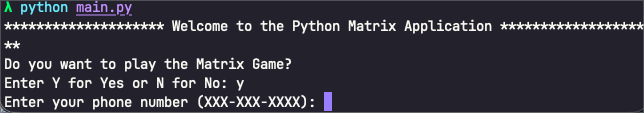 λ python main.py
******************** Welcome to the Python Matrix Application ******************
**
Do you want to play the Matrix Game?
Enter Y for Yes or N for No: y
Enter your phone number (XXX-XXX-XXXX):